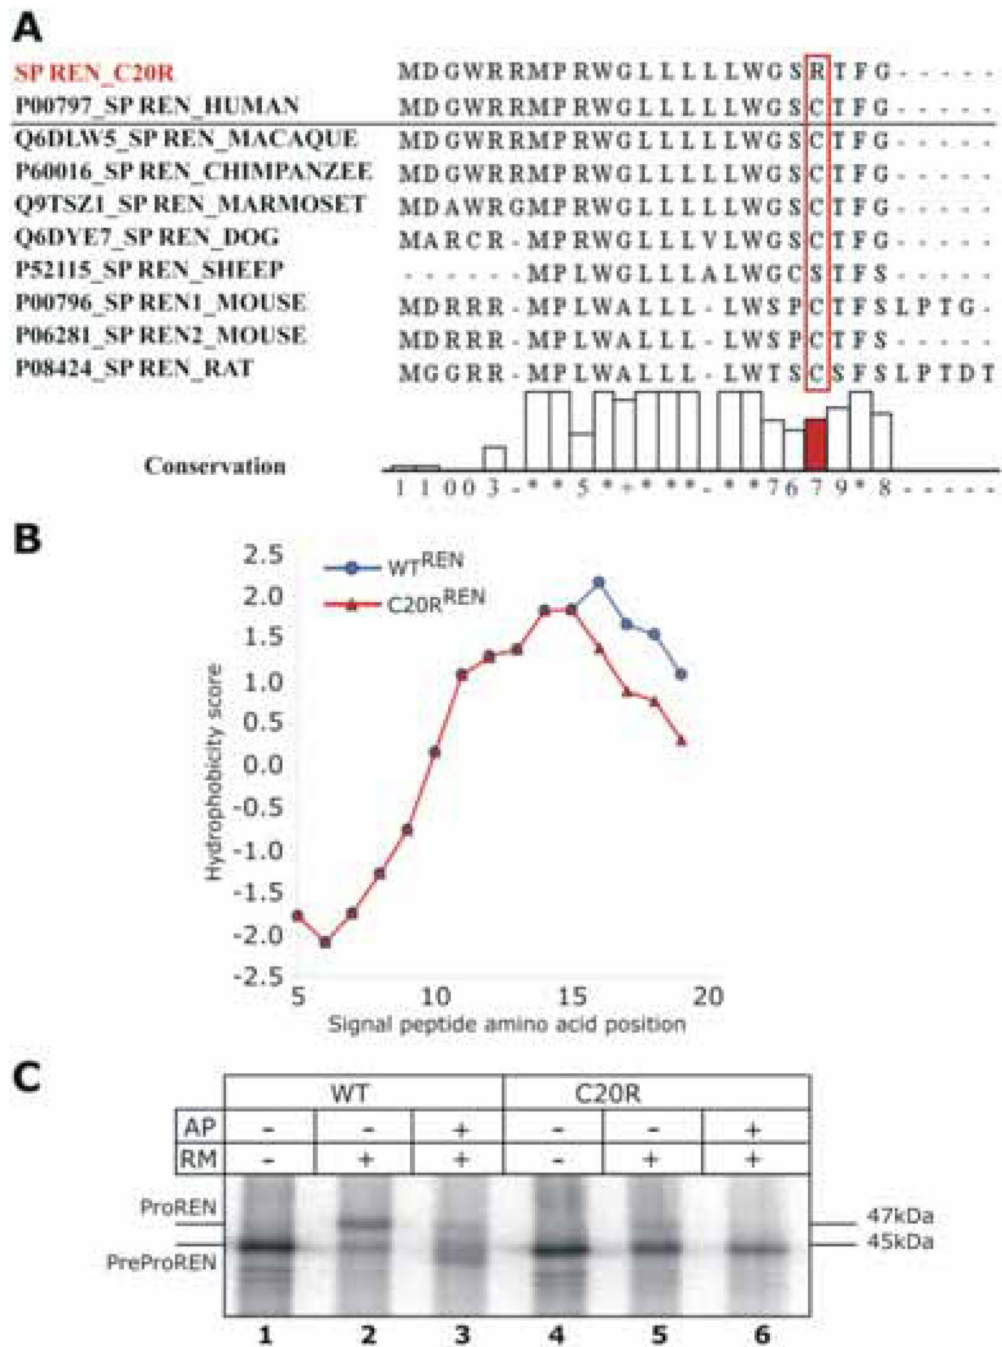 A
SP REN_C20R MDGWRRMPRWGLLLLLWGSRTFG-----
P00797_SP REN_HUMAN MDGWRRMPRWGLLLLLWGSCTFG-----
Q6DLW5_SP REN_MACAQUE MDGWRRMPRWGLLLLLWGSCTFG-----
P60016_SP REN_CHIMPANZEE MDGWRRMPRWGLLLLLWGSCTFG-----
Q9TSZ1_SP REN_MARMOSET MDAWRGMPRWGLLLLLWGSCTFG-----
Q6DYE7_SP REN_DOG MARCR-MPRWGLLLVLWGSCTFG-----
P52115_SP REN_SHEEP ------MPLWGLLLALWGCSTFS-----
P00796_SP REN1_MOUSE MDRRR-MPLWALLL-LWSPCTFSLPTG-
P06281_SP REN2_MOUSE MDRRR-MPLWALLL-LWSPCTFS-----
P08424_SP REN_RAT MGGRR-MPLWALLL-LWTSCSFSLPTDT
Conservation
11003-**5*+***-**7679*8-----
B
2.5
2.0
1.5
1.0
0.5
0.0
-0.5
-1.0
-1.5
-2.0
-2.5
WT^REN
C20R^REN
Hydrophobicity score
5 10 15 20
Signal peptide amino acid position
C
WT C20R
AP - - + - - +
RM - + + - + +
ProREN 47kDa
45kDa
PreProREN
1 2 3 4 5 6